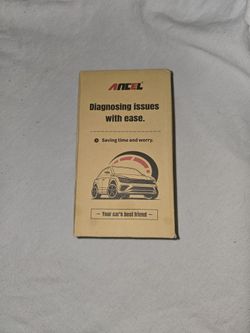 ANCEL
Diagnosing issues
with ease.
Saving time and worry.
Your car's best friend